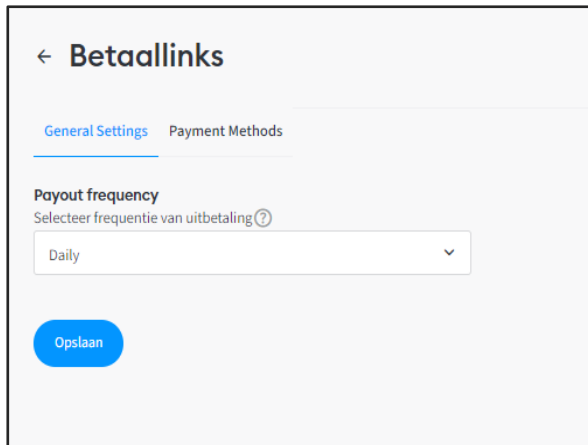 Betaallinks
General Settings Payment Methods
Payout frequency
Selecteer frequentie van uitbetaling ?
Daily
Opslaan